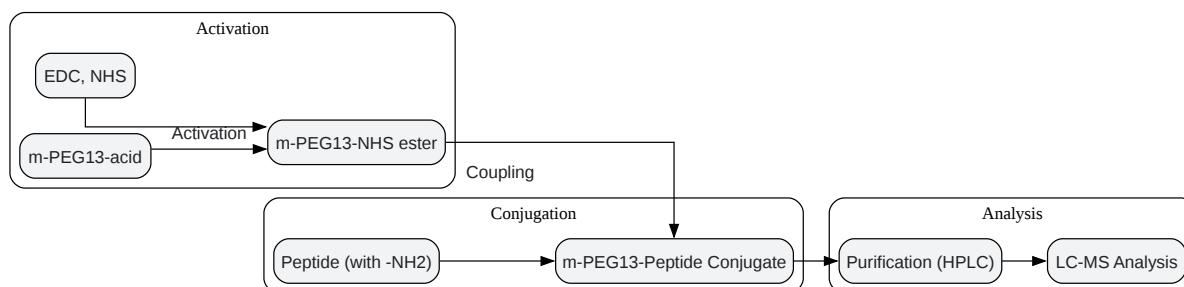 Activation
EDC, NHS
Activation
m-PEG13-acid
m-PEG13-NHS ester
Coupling
Conjugation
Peptide (with -NH2)
m-PEG13-Peptide Conjugate
Analysis
Purification (HPLC)
LC-MS Analysis